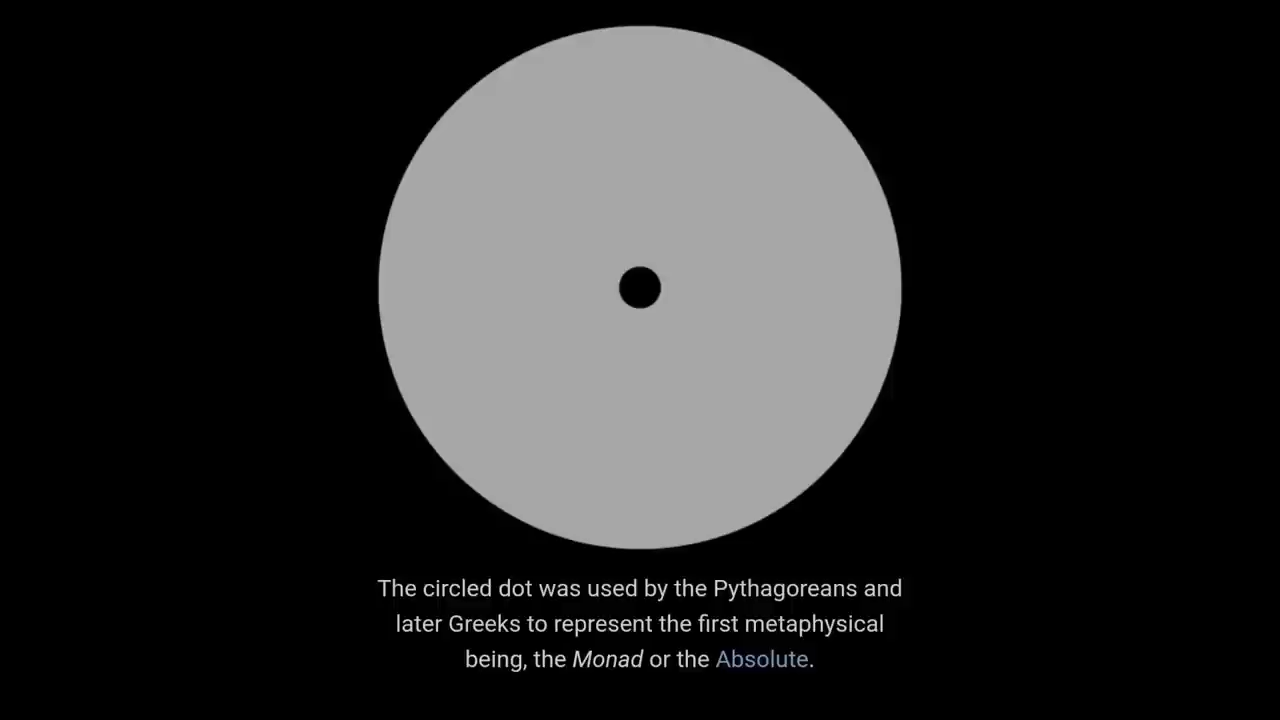 The circled dot was used by the Pythagoreans and
later Greeks to represent the first metaphysical
being, the Monad or the Absolute.